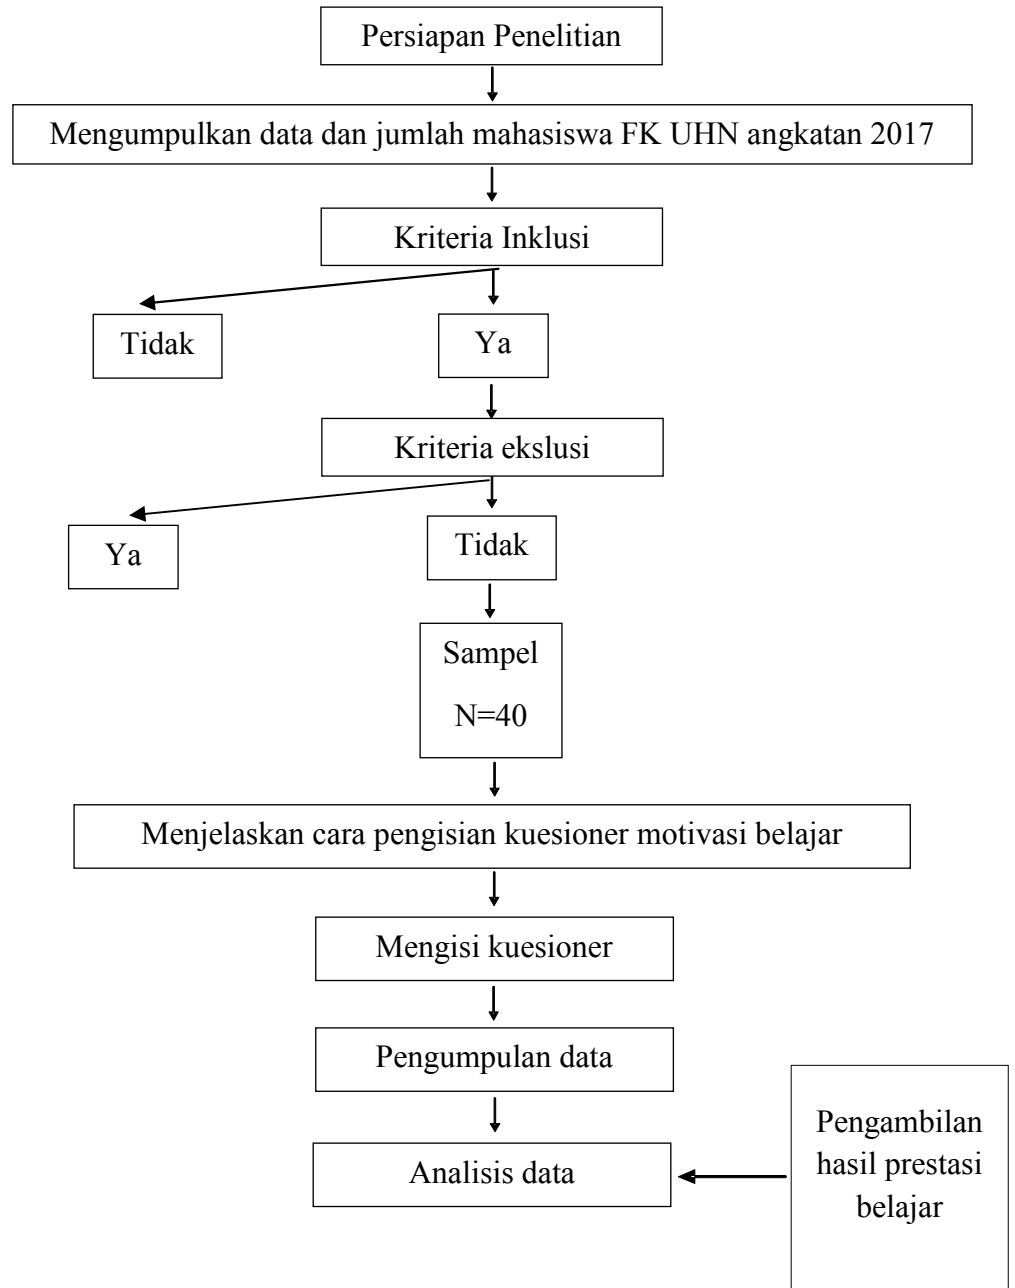 Persiapan Penelitian
Mengumpulkan data dan jumlah mahasiswa FK UHN angkatan 2017
Kriteria Inklusi
Tidak
Ya
Kriteria ekslusi
Ya
Tidak
Sampel
N=40
Menjelaskan cara pengisian kuesioner motivasi belajar
Mengisi kuesioner
Pengumpulan data
Analisis data
Pengambilan
hasil prestasi
belajar